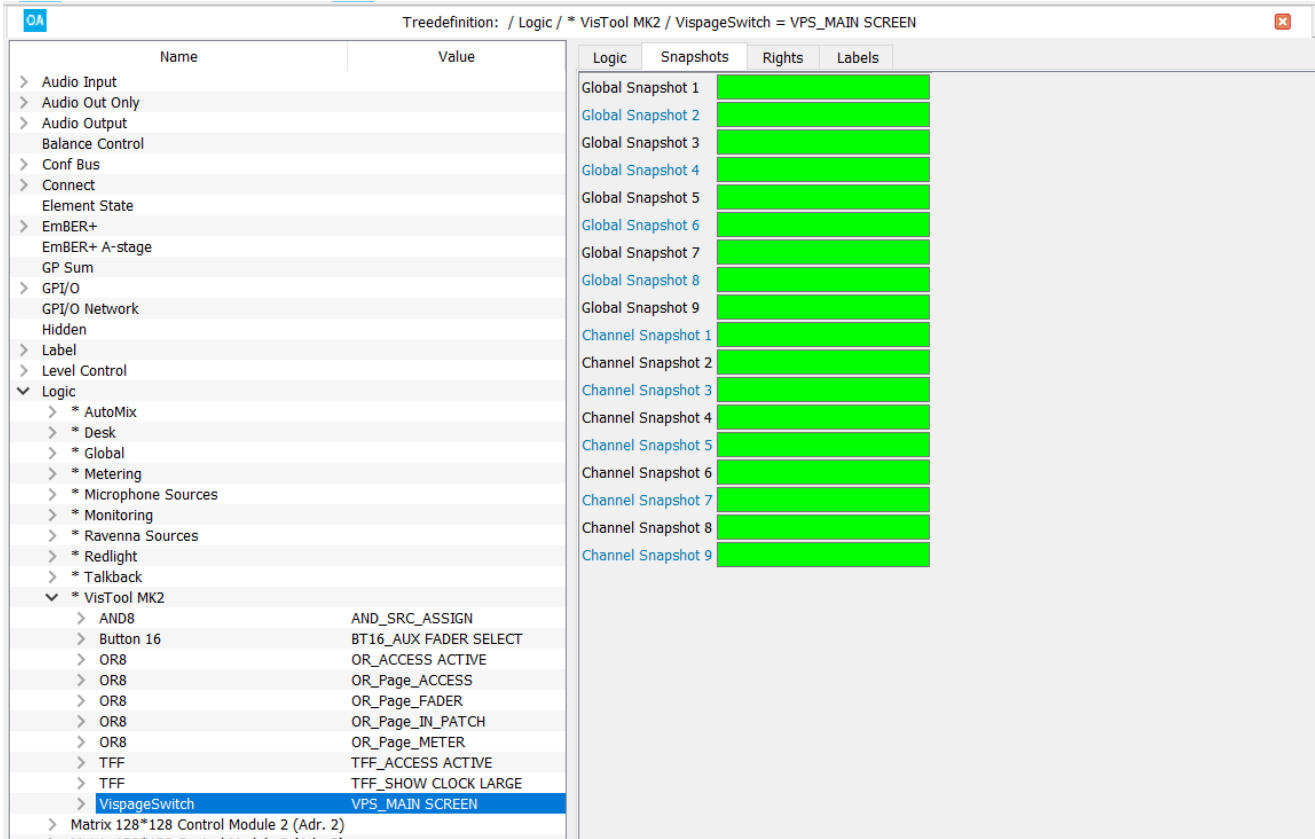 OA
Treedefinition: / Logic / * VisTool MK2 / VispageSwitch = VPS_MAIN SCREEN
Name Value
Audio Input
Audio Out Only
Audio Output
Balance Control
Conf Bus
Connect
Element State
EmBER+
EmBER+ A-stage
GP Sum
GPI/O
GPI/O Network
Hidden
Label
Level Control
Logic
* AutoMix
* Desk
* Global
* Metering
* Microphone Sources
* Monitoring
* Ravenna Sources
* Redlight
* Talkback
* VisTool MK2
AND8 AND_SRC_ASSIGN
Button 16 BT16_AUX FADER SELECT
OR8 OR_ACCESS ACTIVE
OR8 OR_Page_ACCESS
OR8 OR_Page_FADER
OR8 OR_Page_IN_PATCH
OR8 OR_Page_METER
TFF TFF_ACCESS ACTIVE
TFF TFF_SHOW CLOCK LARGE
VispageSwitch VPS_MAIN SCREEN
Matrix 128*128 Control Module 2 (Adr. 2)
Logic Snapshots Rights Labels
Global Snapshot 1
Global Snapshot 2
Global Snapshot 3
Global Snapshot 4
Global Snapshot 5
Global Snapshot 6
Global Snapshot 7
Global Snapshot 8
Global Snapshot 9
Channel Snapshot 1
Channel Snapshot 2
Channel Snapshot 3
Channel Snapshot 4
Channel Snapshot 5
Channel Snapshot 6
Channel Snapshot 7
Channel Snapshot 8
Channel Snapshot 9